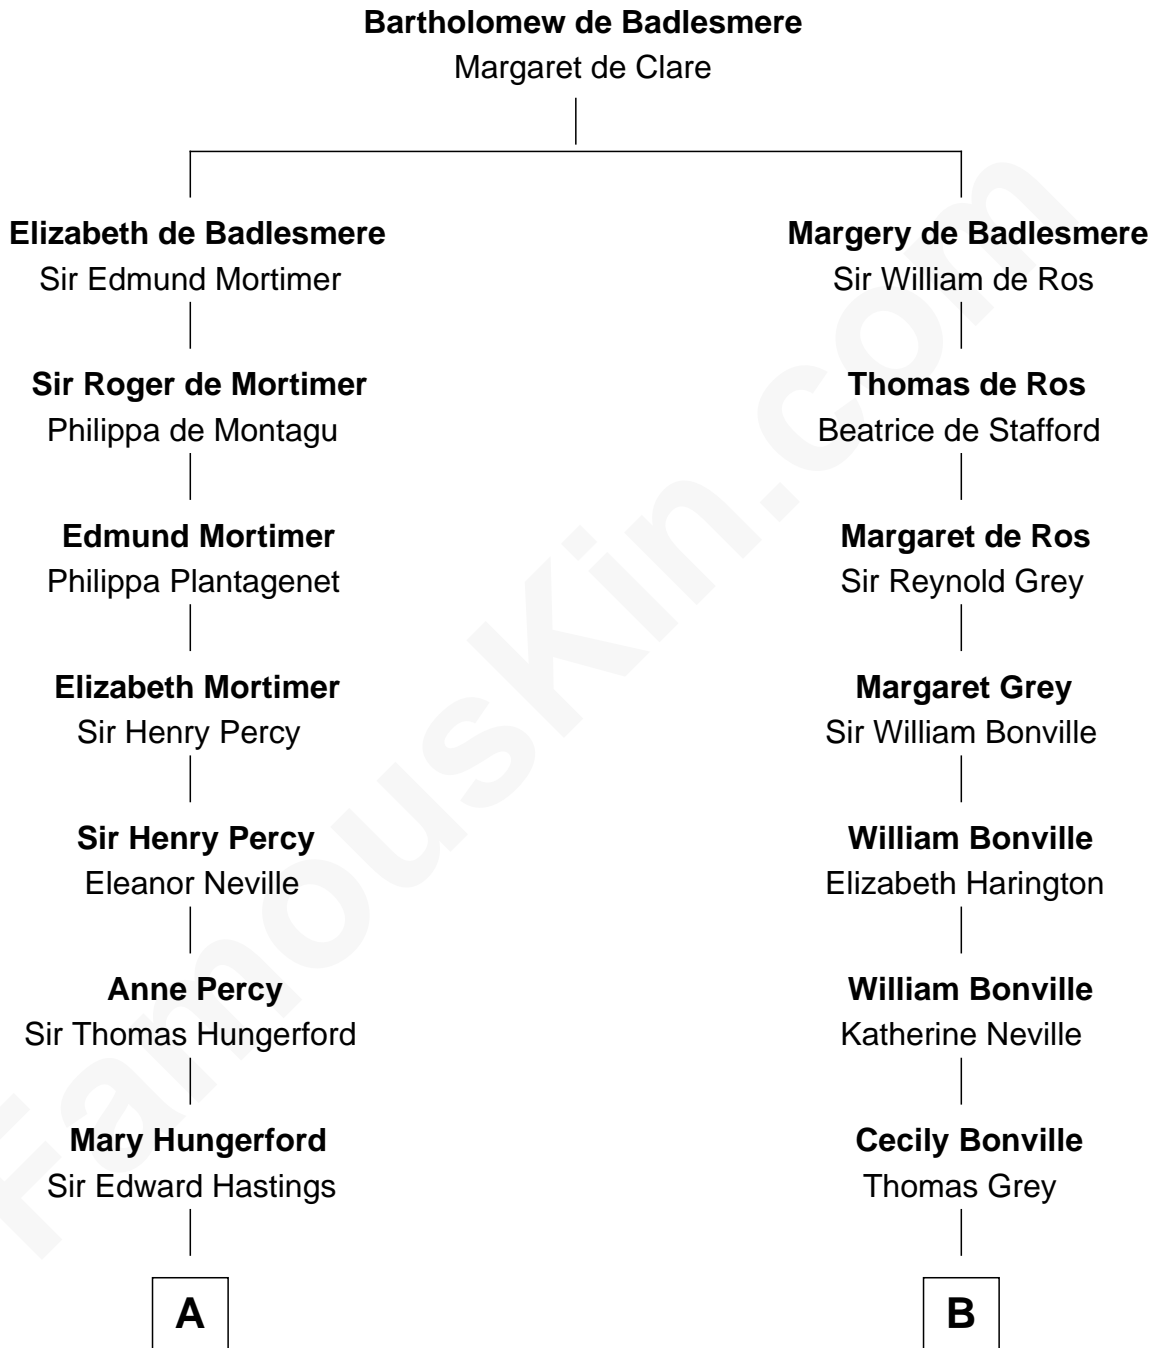 Bartholomew de Badlesmere
Margaret de Clare
Elizabeth de Badlesmere
Sir Edmund Mortimer
Margery de Badlesmere
Sir William de Ros
Sir Roger de Mortimer
Philippa de Montagu
Thomas de Ros
Beatrice de Stafford
Edmund Mortimer
Philippa Plantagenet
Margaret de Ros
Sir Reynold Grey
Elizabeth Mortimer
Sir Henry Percy
Margaret Grey
Sir William Bonville
Sir Henry Percy
Eleanor Neville
William Bonville
Elizabeth Harington
Anne Percy
Sir Thomas Hungerford
William Bonville
Katherine Neville
Mary Hungerford
Sir Edward Hastings
Cecily Bonville
Thomas Grey
A
B
FamousKin.com